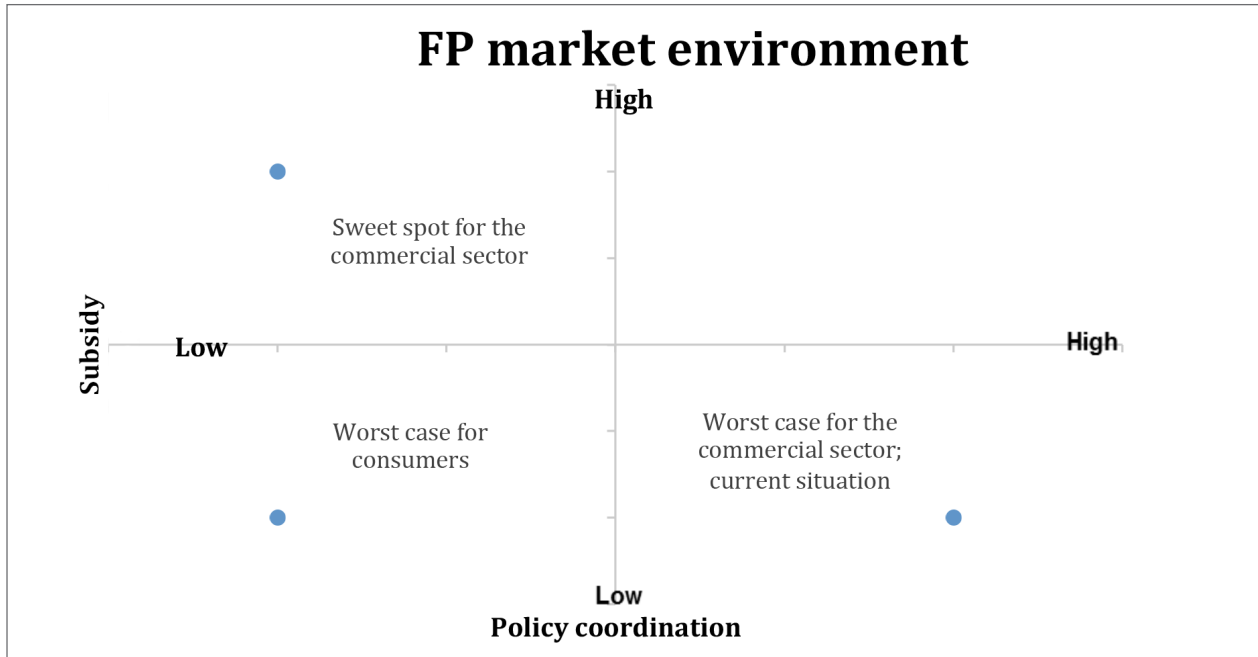 FP market environment
High
Sweet spot for the
commercial sector
Subsidy
Low
High
Worst case for
consumers
Worst case for the
commercial sector;
current situation
Low
Policy coordination